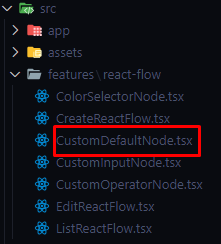 src
app
assets
features\react-flow
ColorSelectorNode.tsx
CreateReactFlow.tsx
CustomDefaultNode.tsx
CustomInputNode.tsx
CustomOperatorNode.tsx
EditReactFlow.tsx
ListReactFlow.tsx